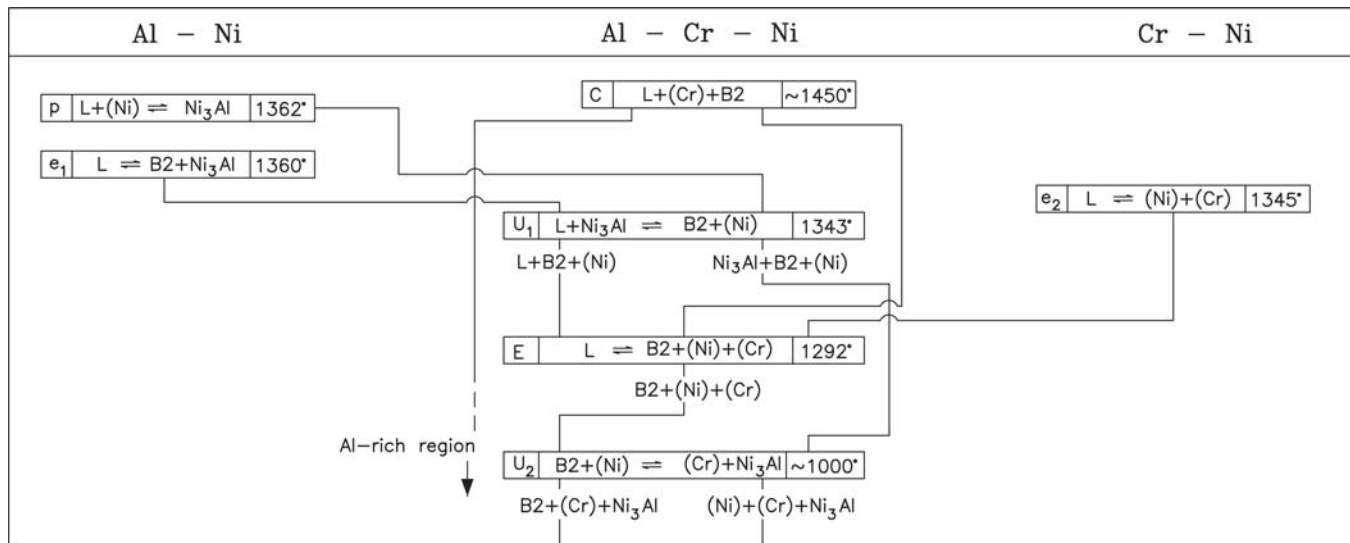 Al – Ni
Al – Cr – Ni
Cr – Ni
C L+(Cr)+B2 ~1450°
p L+(Ni) ⇌ Ni₃Al 1362°
e₁ L ⇌ B2+Ni₃Al 1360°
e₂ L ⇌ (Ni)+(Cr) 1345°
U₁ L+Ni₃Al ⇌ B2+(Ni) 1343°
L+B2+(Ni)
Ni₃Al+B2+(Ni)
E L ⇌ B2+(Ni)+(Cr) 1292°
B2+(Ni)+(Cr)
Al–rich region
U₂ B2+(Ni) ⇌ (Cr)+Ni₃Al ~1000°
B2+(Cr)+Ni₃Al
(Ni)+(Cr)+Ni₃Al